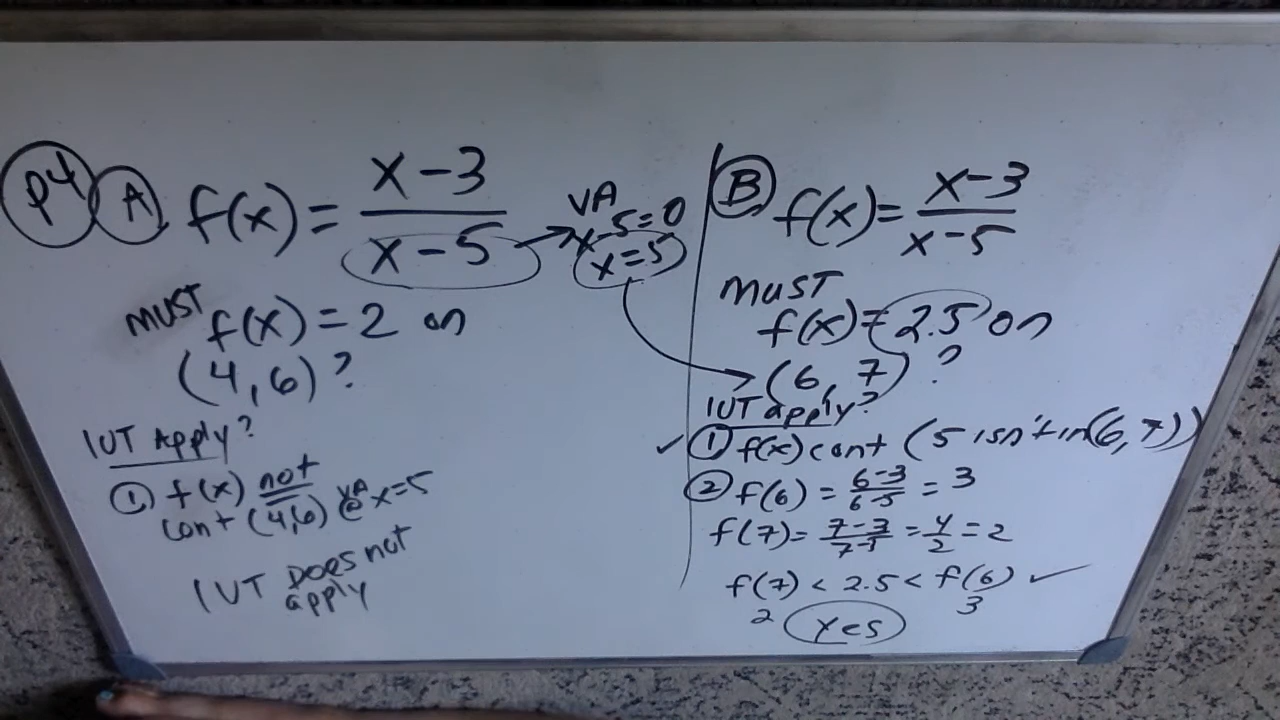 P4 A f(x) = x-3 / x-5
VA
x-5=0
x=5
MUST f(x) = 2 on
(4,6)?
IVT Apply?
① f(x) not
cont (4,6) VA @ x=5
IVT DOES not
apply
B f(x) = x-3 / x-5
MUST
f(x) = 2.5 on
(6,7)?
IVT apply?
✓ ① f(x) cont (5 isn't in (6,7))
② f(6) = 6-3 / 6-5 = 3
f(7) = 7-3 / 7-5 = 4/2 = 2
f(7) < 2.5 < f(6) ✓
2 3
Yes